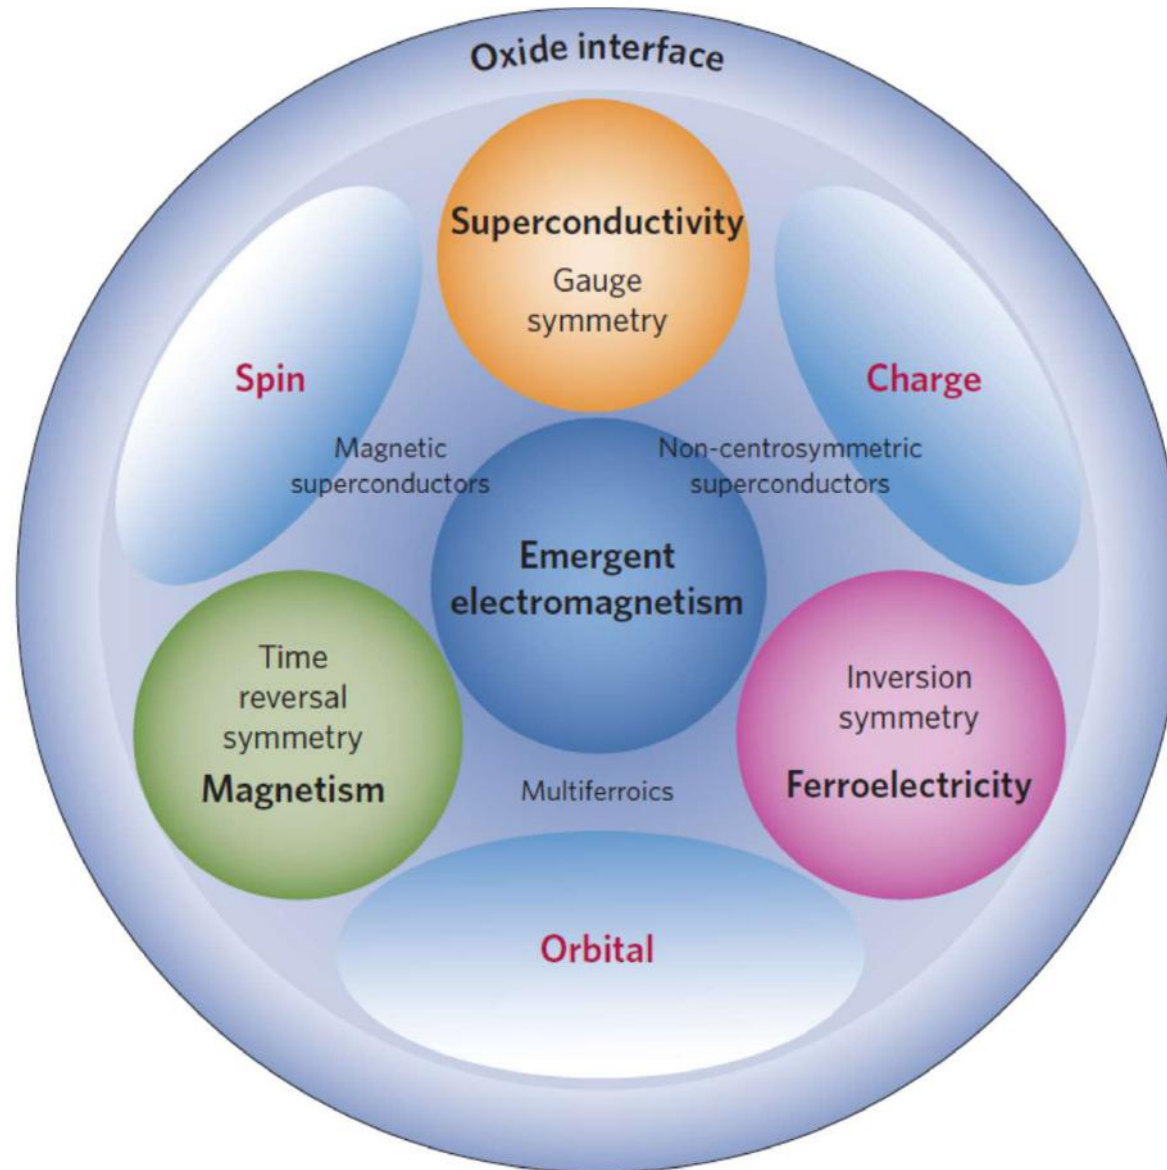 Oxide interface
Superconductivity
Gauge
symmetry
Spin
Charge
Magnetic
superconductors
Non-centrosymmetric
superconductors
Emergent
electromagnetism
Time
reversal
symmetry
Magnetism
Inversion
symmetry
Ferroelectricity
Multiferroics
Orbital